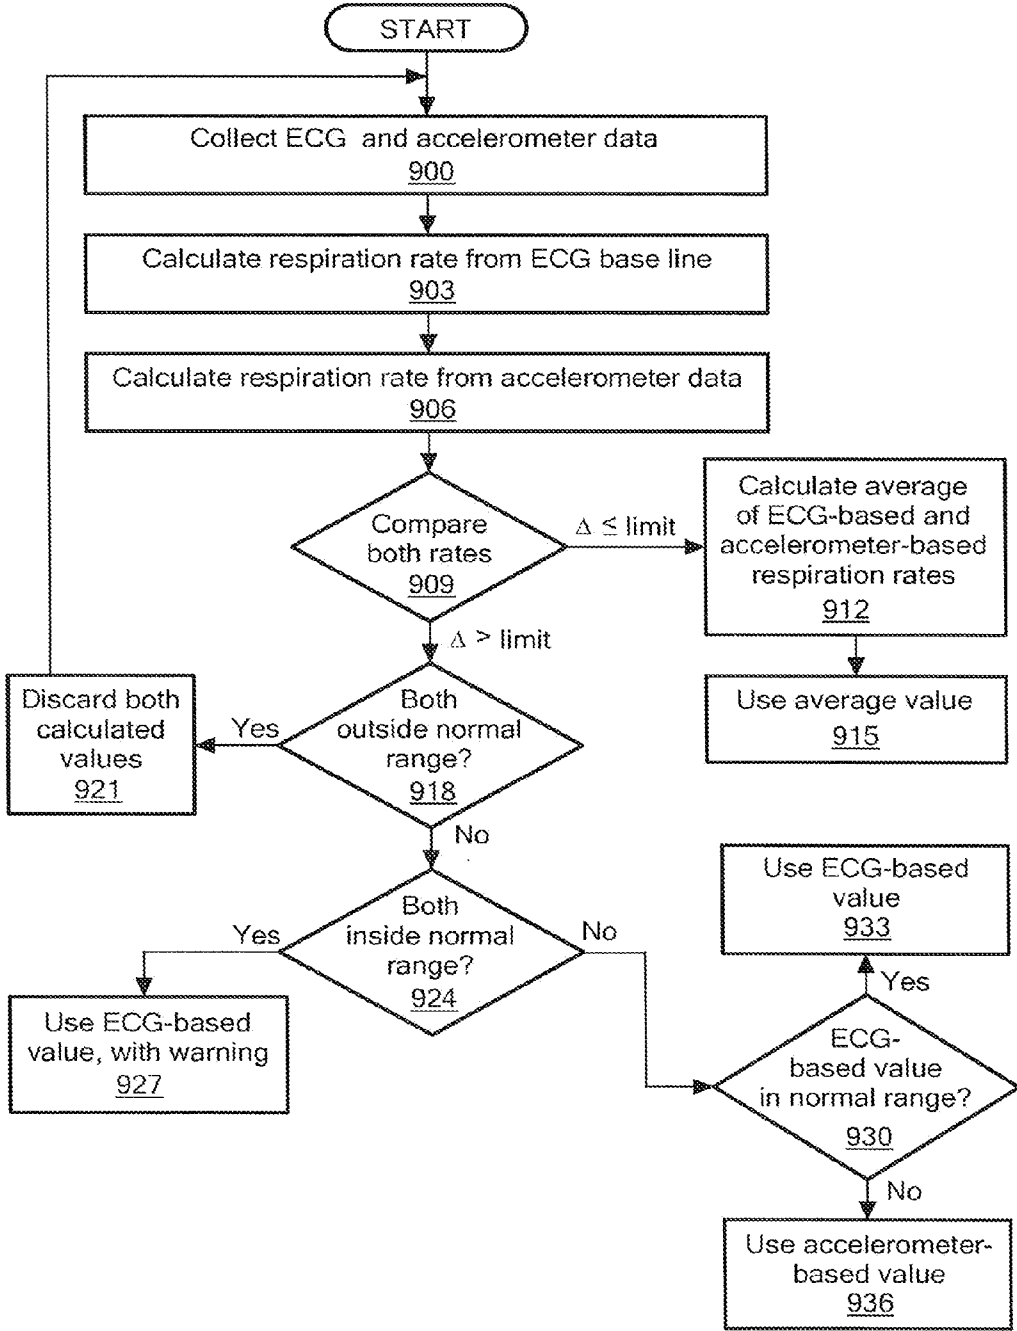 START
Collect ECG and accelerometer data
900
Calculate respiration rate from ECG base line
903
Calculate respiration rate from accelerometer data
906
Compare
both rates
909
Δ ≤ limit
Calculate average
of ECG-based and
accelerometer-based
respiration rates
912
Δ > limit
Use average value
915
Both
outside normal
range?
918
Yes
Discard both
calculated
values
921
No
Both
inside normal
range?
924
Yes
Use ECG-based
value, with warning
927
No
ECG-
based value
in normal range?
930
Yes
Use ECG-based
value
933
No
Use accelerometer-
based value
936